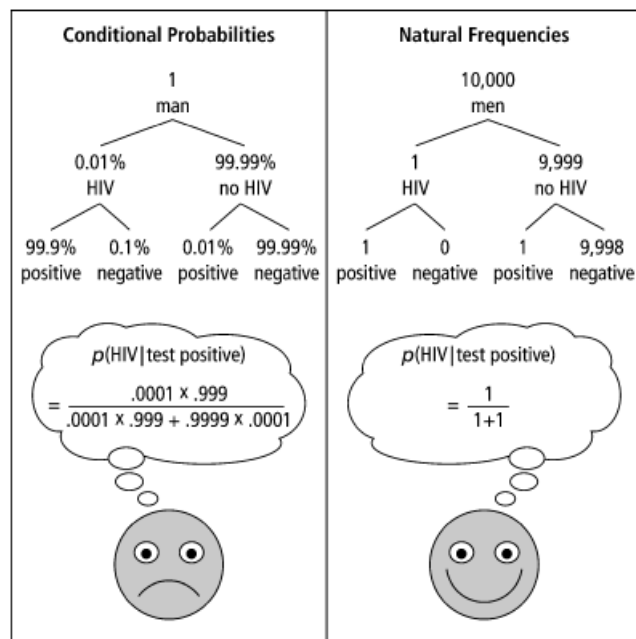 Conditional Probabilities
1
man
0.01% 99.99%
HIV no HIV
99.9% 0.1% 0.01% 99.99%
positive negative positive negative
p(HIV|test positive)
.0001 x .999
=
.0001 x .999 + .9999 x .0001
Natural Frequencies
10,000
men
1 9,999
HIV no HIV
1 0 1 9,998
positive negative positive negative
p(HIV|test positive)
1
=
1+1